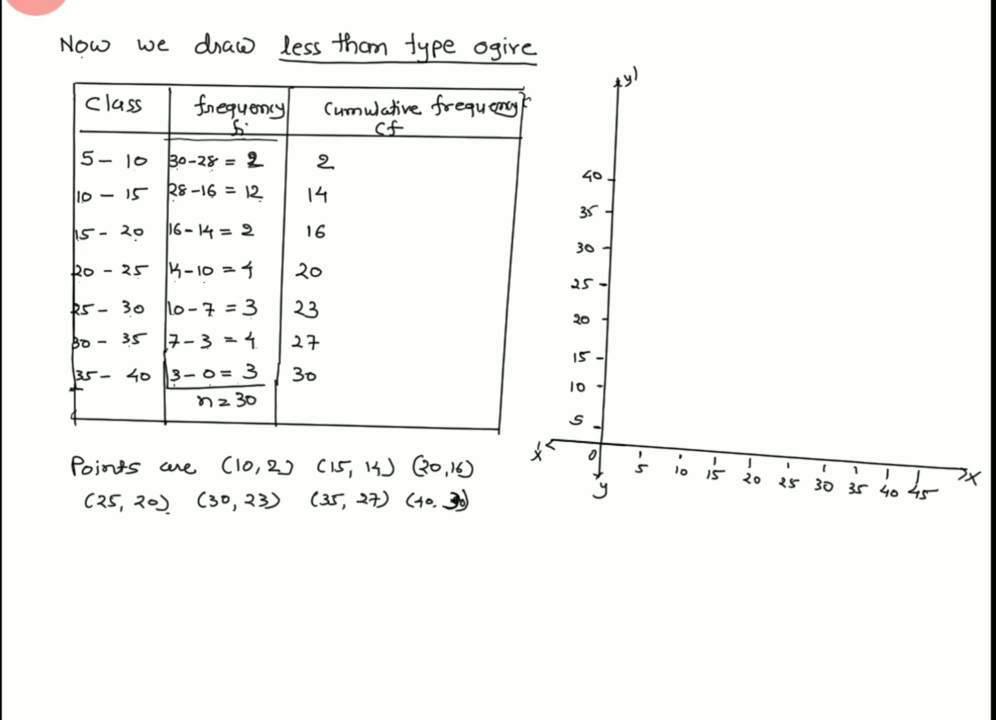 Now we draw less than type ogive
Class frequency Cumulative frequency
fi Cf
5 - 10 30-28 = 2 2
10 - 15 28-16 = 12 14
15 - 20 16-14 = 2 16
20 - 25 14-10 = 4 20
25 - 30 10-7 = 3 23
30 - 35 7-3 = 4 27
35 - 40 3-0 = 3 30
n = 30
Points are (10,2) (15, 14) (20,16)
(25, 20) (30, 23) (35, 27) (40. 30)
y'
40
35
30
25
20
15
10
5
x' 0 5 10 15 20 25 30 35 40 45 X
y